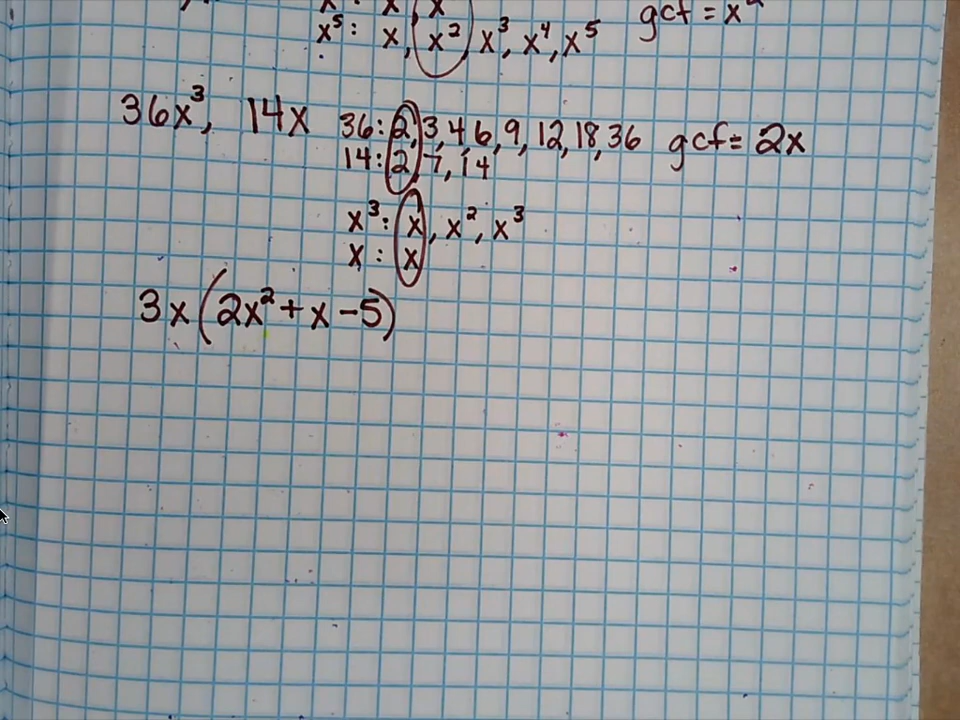 x⁵: x, x², x³, x⁴, x⁵ gcf = x
36x³, 14x 36: 2, 3, 4, 6, 9, 12, 18, 36 gcf = 2x
14: 2, 7, 14
x³: x, x², x³
x : x
3x(2x² + x - 5)